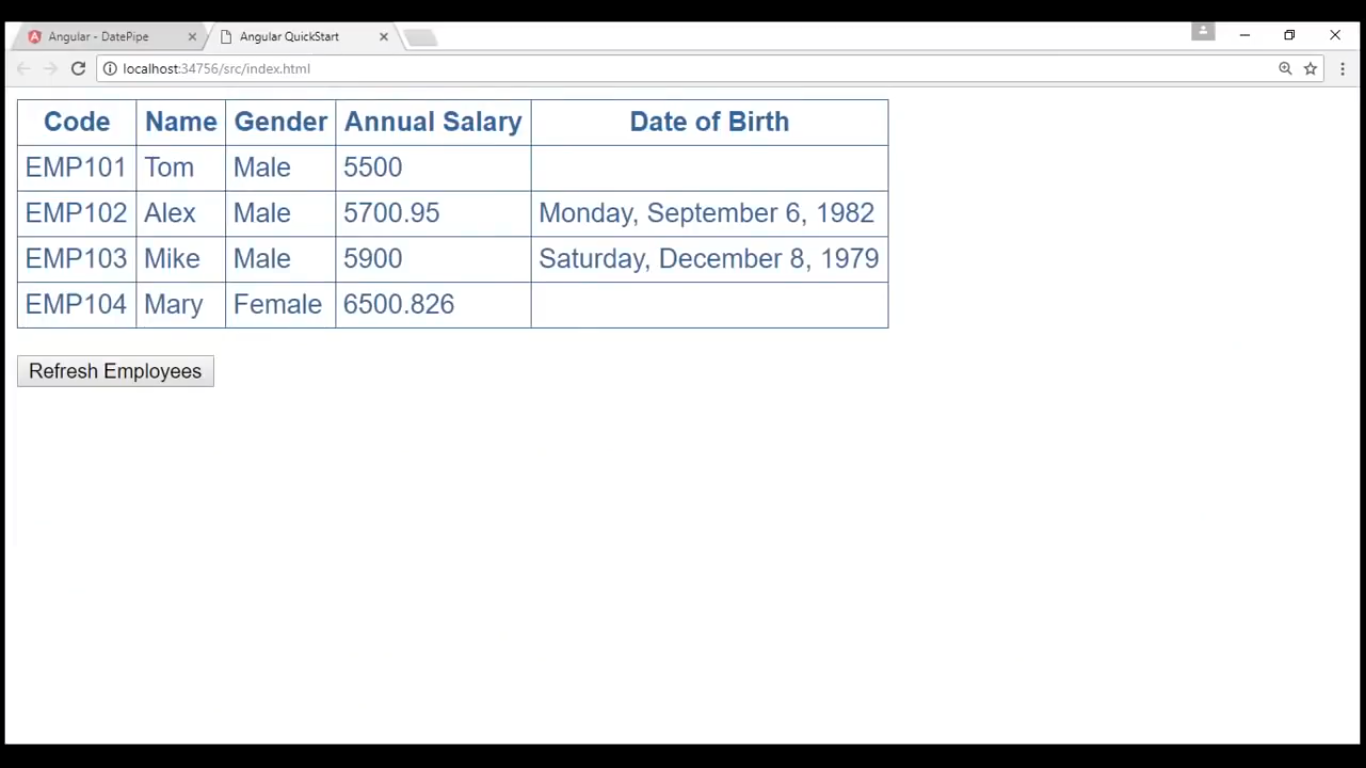 Angular - DatePipe Angular QuickStart
localhost:34756/src/index.html
Code Name Gender Annual Salary Date of Birth
EMP101 Tom Male 5500
EMP102 Alex Male 5700.95 Monday, September 6, 1982
EMP103 Mike Male 5900 Saturday, December 8, 1979
EMP104 Mary Female 6500.826
Refresh Employees